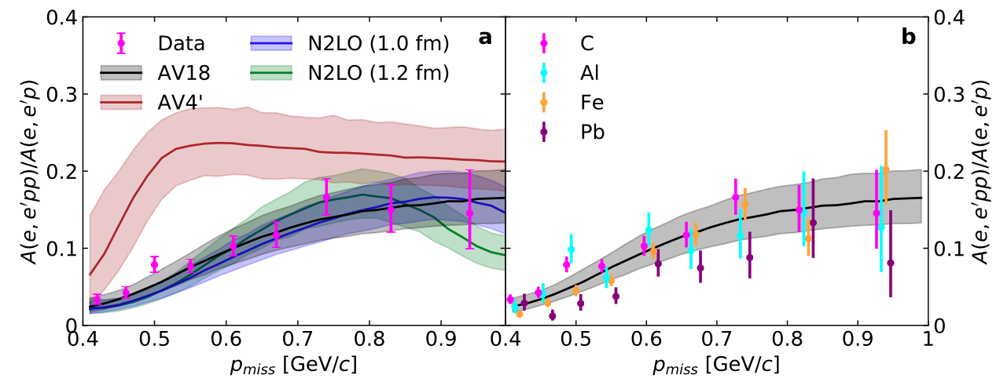 0.4
0.3
0.2
0.1
0
A(e, e'pp)/A(e, e'p)
Data
AV18
AV4'
N2LO (1.0 fm)
N2LO (1.2 fm)
a
0.4 0.5 0.6 0.7 0.8 0.9
p_miss [GeV/c]
C
Al
Fe
Pb
b
0.4 0.5 0.6 0.7 0.8 0.9 1
p_miss [GeV/c]
0.4
0.3
0.2
0.1
0
A(e, e'pp)/A(e, e'p)